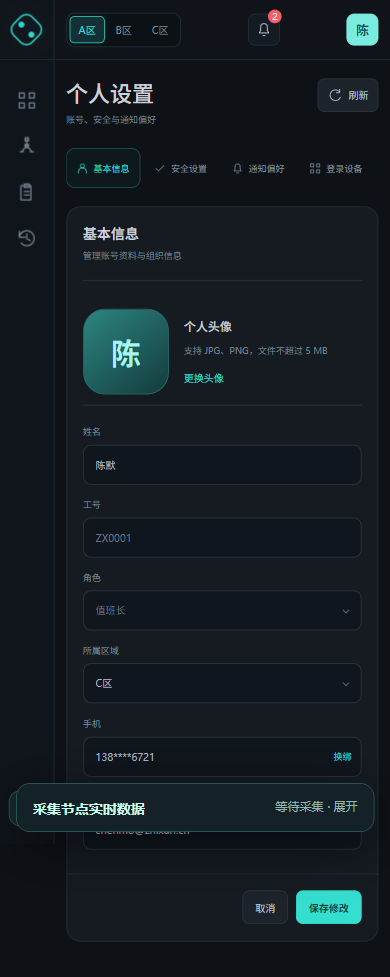 A区 B区 C区
2
陈
个人设置
刷新
账号、安全与通知偏好
基本信息 安全设置 通知偏好 登录设备
基本信息
管理账号资料与组织信息
陈
个人头像
支持 JPG、PNG，文件不超过 5 MB
更换头像
姓名
陈默
工号
ZX0001
角色
值班长
所属区域
C区
手机
138****6721 换绑
采集节点实时数据 等待采集 · 展开
取消 保存修改